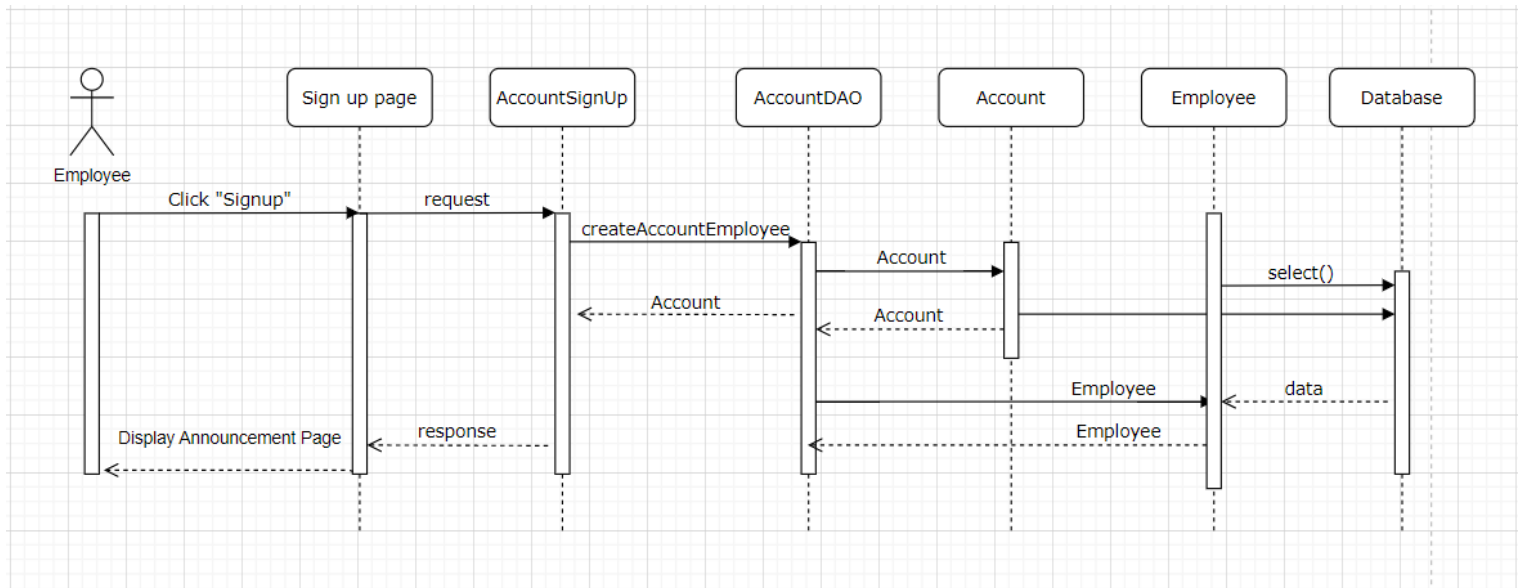 Sign up page
AccountSignUp
AccountDAO
Account
Employee
Database
Employee
Click "Signup"
request
createAccountEmployee
Account
select()
Account
Account
Employee
data
Display Announcement Page
response
Employee